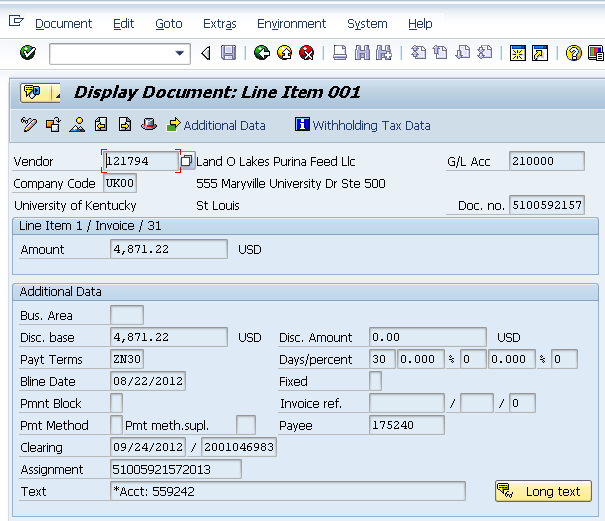 Document Edit Goto Extras Environment System Help
Display Document: Line Item 001
Additional Data Withholding Tax Data
Vendor 121794 Land O Lakes Purina Feed Llc G/L Acc 210000
Company Code UK00 555 Maryville University Dr Ste 500
University of Kentucky St Louis Doc. no. 5100592157
Line Item 1 / Invoice / 31
Amount 4,871.22 USD
Additional Data
Bus. Area
Disc. base 4,871.22 USD Disc. Amount 0.00 USD
Payt Terms ZN30 Days/percent 30 0.000 % 0 0.000 % 0
Bline Date 08/22/2012 Fixed
Pmnt Block Invoice ref. / / 0
Pmt Method Pmt meth.supl. Payee 175240
Clearing 09/24/2012 / 2001046983
Assignment 51005921572013
Text *Acct: 559242 Long text